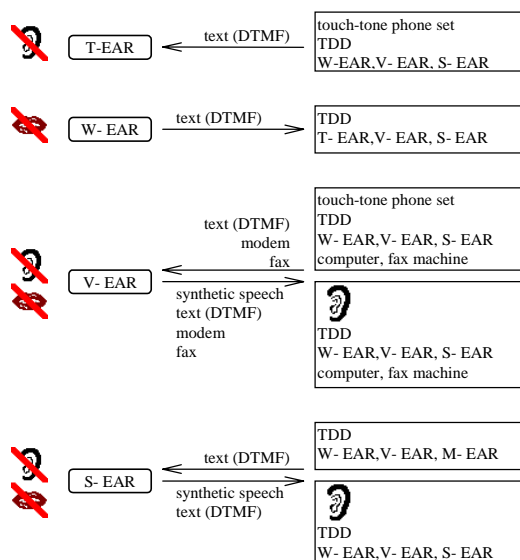 touch-tone phone set
TDD
W-EAR,V- EAR, S- EAR
text (DTMF)
T-EAR
TDD
T- EAR,V- EAR, S- EAR
text (DTMF)
W- EAR
touch-tone phone set
TDD
W- EAR,V- EAR, S- EAR
computer, fax machine
text (DTMF)
modem
fax
V- EAR
synthetic speech
text (DTMF)
modem
fax
TDD
W- EAR,V- EAR, S- EAR
computer, fax machine
TDD
W- EAR,V- EAR, M- EAR
text (DTMF)
S- EAR
synthetic speech
text (DTMF)
TDD
W- EAR,V- EAR, S- EAR